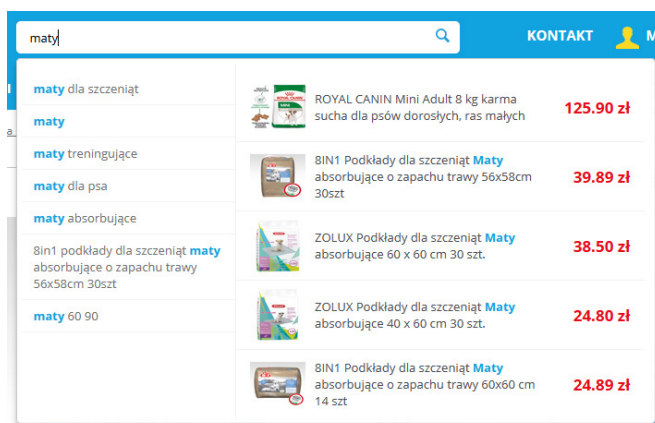 maty
KONTAKT
M
maty dla szczeniąt
maty
maty treningujące
maty dla psa
maty absorbujące
8in1 podkłady dla szczeniąt maty
absorbujące o zapachu trawy
56x58cm 30szt
maty 60 90
ROYAL CANIN Mini Adult 8 kg karma
sucha dla psów dorosłych, ras małych
125.90 zł
8IN1 Podkłady dla szczeniąt Maty
absorbujące o zapachu trawy 56x58cm
30szt
39.89 zł
ZOLUX Podkłady dla szczeniąt Maty
absorbujące 60 x 60 cm 30 szt.
38.50 zł
ZOLUX Podkłady dla szczeniąt Maty
absorbujące 40 x 60 cm 30 szt.
24.80 zł
8IN1 Podkłady dla szczeniąt Maty
absorbujące o zapachu trawy 60x60 cm
14 szt
24.89 zł